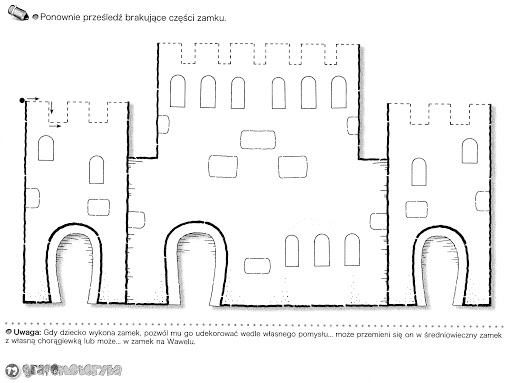 Ponownie prześledź brakujące części zamku.
Uwaga: Gdy dziecko wykona zamek, pozwól mu go udekorować wedle własnego pomysłu... może przemieni się on w średniowieczny zamek
z własną chorągiewką lub może... w zamek na Wawelu.
72 grafomotoryka